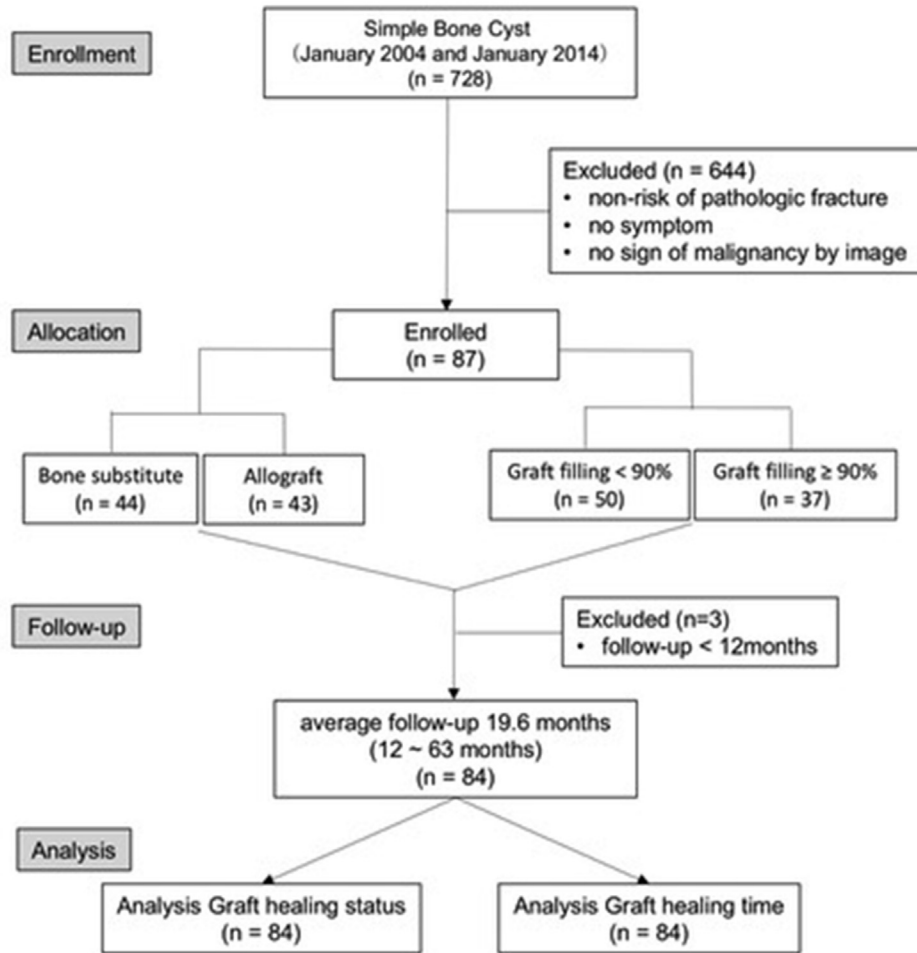 Enrollment
Simple Bone Cyst
(January 2004 and January 2014)
(n = 728)
Excluded (n = 644)
• non-risk of pathologic fracture
• no symptom
• no sign of malignancy by image
Allocation
Enrolled
(n = 87)
Bone substitute
(n = 44)
Allograft
(n = 43)
Graft filling < 90%
(n = 50)
Graft filling ≥ 90%
(n = 37)
Follow-up
Excluded (n=3)
• follow-up < 12months
average follow-up 19.6 months
(12 ~ 63 months)
(n = 84)
Analysis
Analysis Graft healing status
(n = 84)
Analysis Graft healing time
(n = 84)